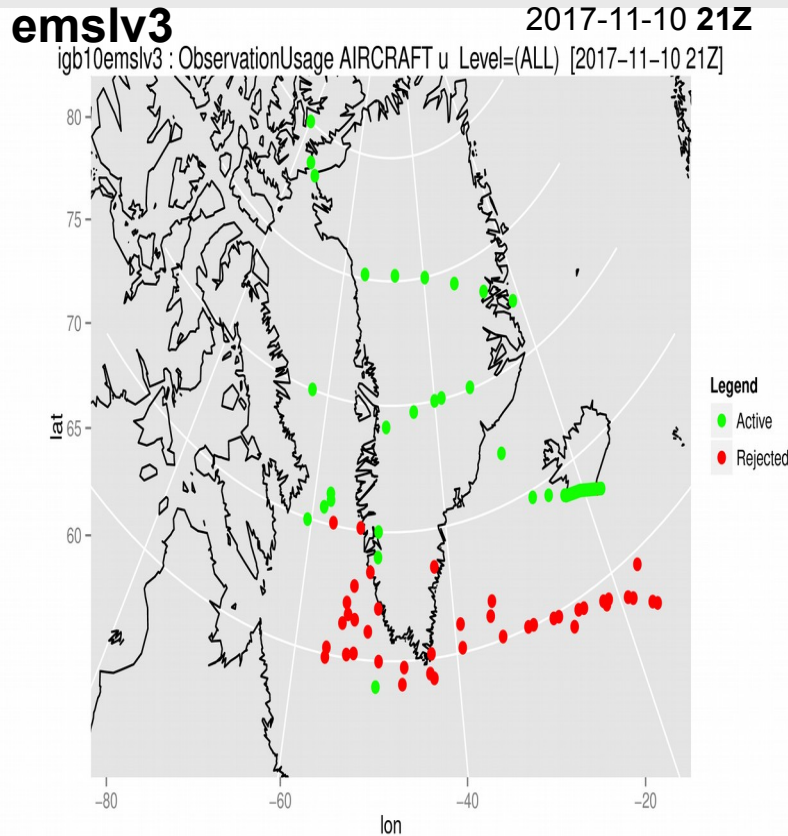 emslv3
2017-11-10 21Z
igb10emslv3 : ObservationUsage AIRCRAFT u Level=(ALL) [2017−11−10 21Z]
80
75
70
65
60
lat
−80
−60
−40
−20
lon
Legend
Active
Rejected